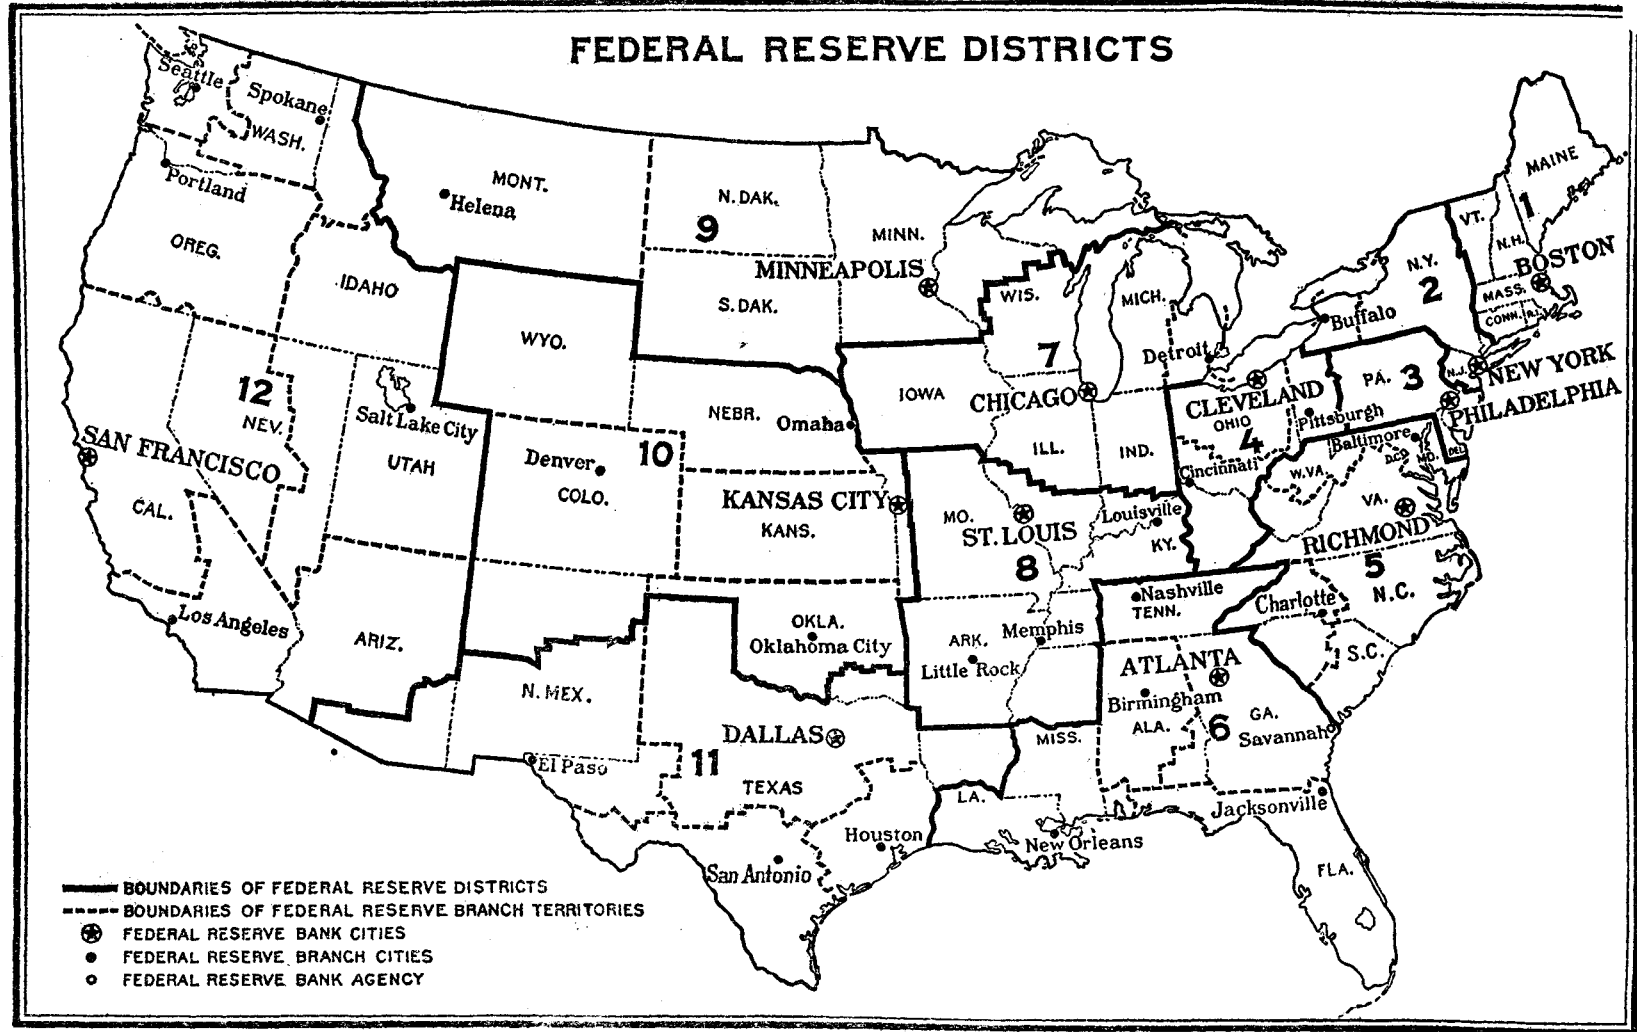 FEDERAL RESERVE DISTRICTS
Seattle
Spokane
WASH.
Portland
OREG.
IDAHO
MONT.
Helena
N. DAK.
9
MINN.
MINNEAPOLIS
S. DAK.
WYO.
WIS.
MICH.
7
Detroit
IOWA
CHICAGO
ILL.
IND.
MAINE
1
VT.
N.H.
BOSTON
MASS.
CONN.
R.I.
N.Y.
2
Buffalo
NEW YORK
N.J.
PA.
3
PHILADELPHIA
CLEVELAND
OHIO
4
Pittsburgh
Cincinnati
Baltimore
D.C.
MD.
DEL.
W.VA.
VA.
RICHMOND
5
N.C.
Charlotte
S.C.
12
NEV.
SAN FRANCISCO
CAL.
Los Angeles
Salt Lake City
UTAH
ARIZ.
NEBR.
Omaha
10
Denver
COLO.
KANSAS CITY
KANS.
OKLA.
Oklahoma City
N. MEX.
MO.
ST. LOUIS
8
Louisville
KY.
Nashville
TENN.
Memphis
ARK.
Little Rock
ATLANTA
Birmingham
ALA.
6
GA.
Savannah
MISS.
Jacksonville
FLA.
LA.
New Orleans
DALLAS
11
TEXAS
El Paso
Houston
San Antonio
BOUNDARIES OF FEDERAL RESERVE DISTRICTS
BOUNDARIES OF FEDERAL RESERVE BRANCH TERRITORIES
FEDERAL RESERVE BANK CITIES
FEDERAL RESERVE BRANCH CITIES
FEDERAL RESERVE BANK AGENCY